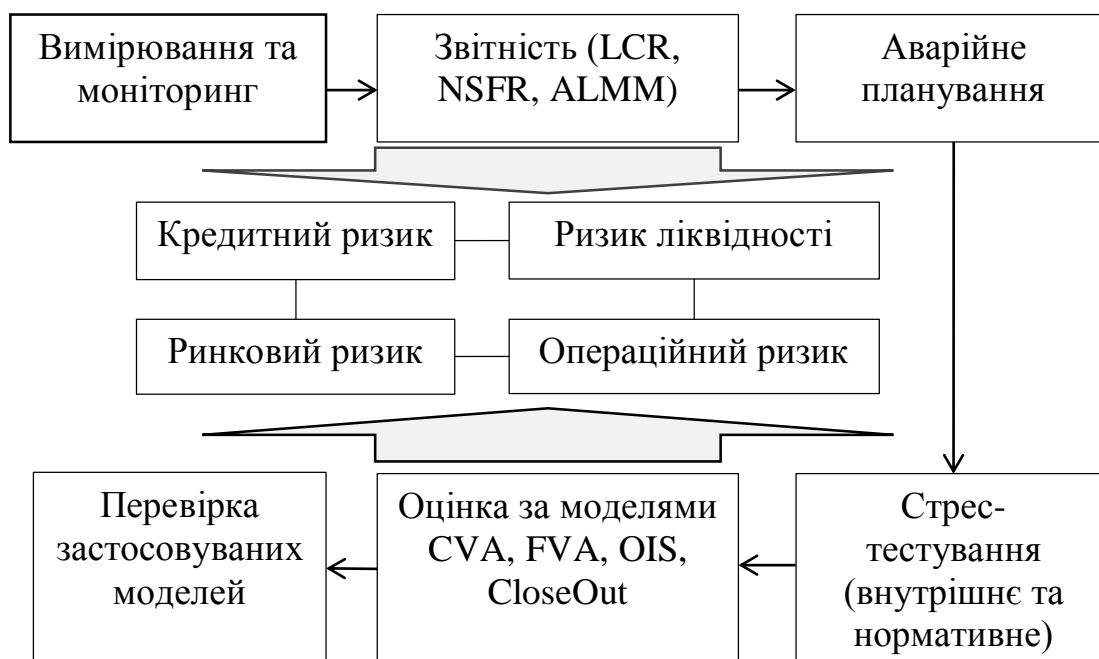 Вимірювання та
моніторинг
Звітність (LCR,
NSFR, ALMM)
Аварійне
планування
Кредитний ризик
Ризик ліквідності
Ринковий ризик
Операційний ризик
Перевірка
застосовуваних
моделей
Оцінка за моделями
CVA, FVA, OIS,
CloseOut
Стрес-
тестування
(внутрішнє та
нормативне)